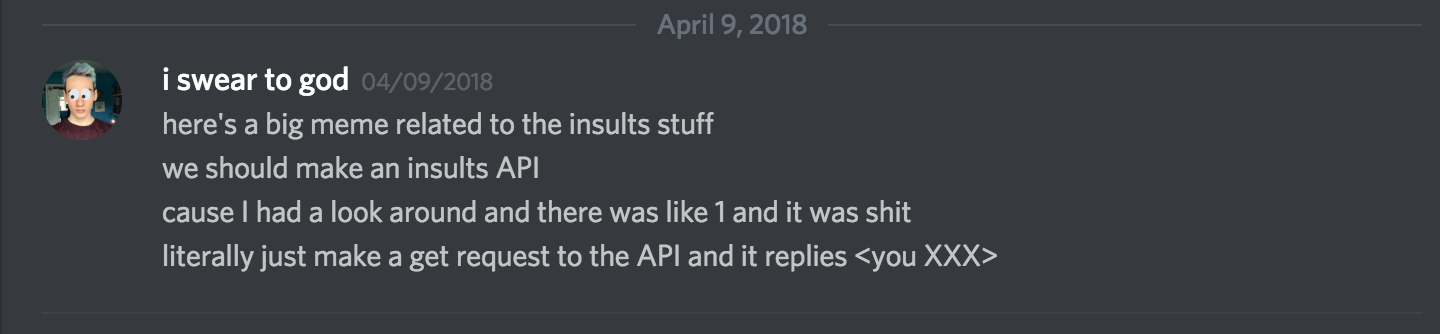 April 9, 2018
i swear to god 04/09/2018
here's a big meme related to the insults stuff
we should make an insults API
cause I had a look around and there was like 1 and it was shit
literally just make a get request to the API and it replies <you XXX>